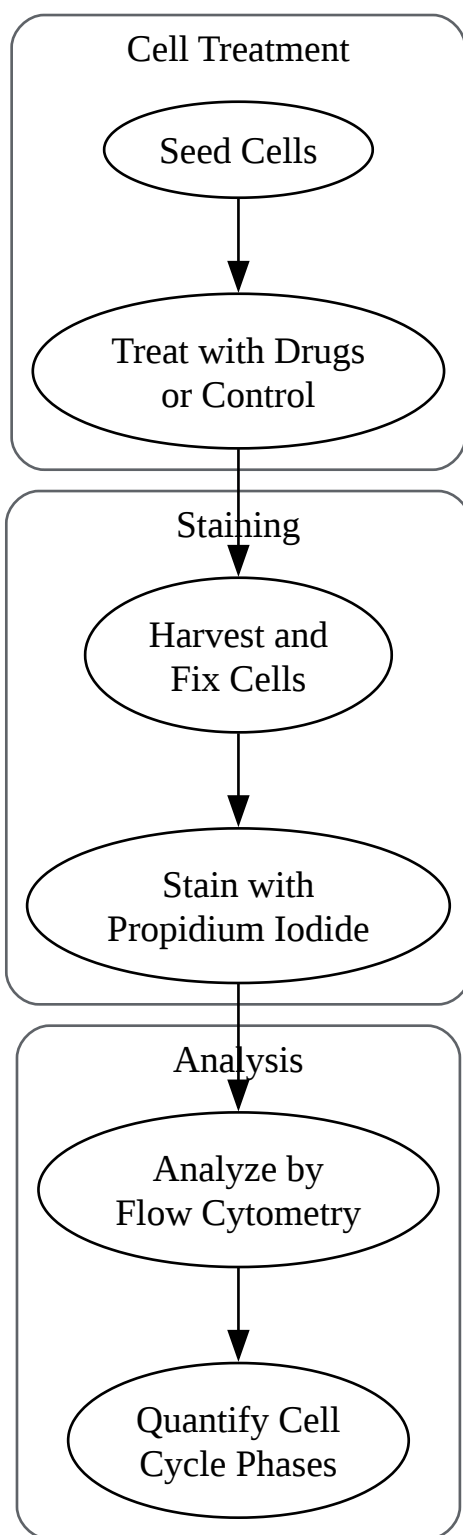 Cell Treatment
Seed Cells
Treat with Drugs
or Control
Staining
Harvest and
Fix Cells
Stain with
Propidium Iodide
Analysis
Analyze by
Flow Cytometry
Quantify Cell
Cycle Phases